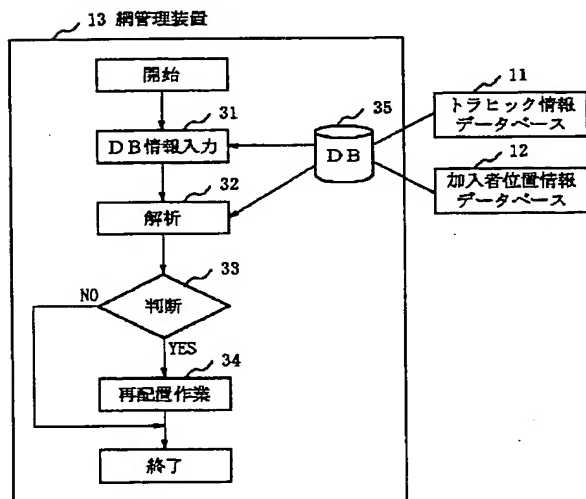 13 網管理装置
開始
31
DB情報入力
32
解析
33
判断
NO
YES
34
再配置作業
終了
35
DB
11
トラヒック情報
データベース
12
加入者位置情報
データベース